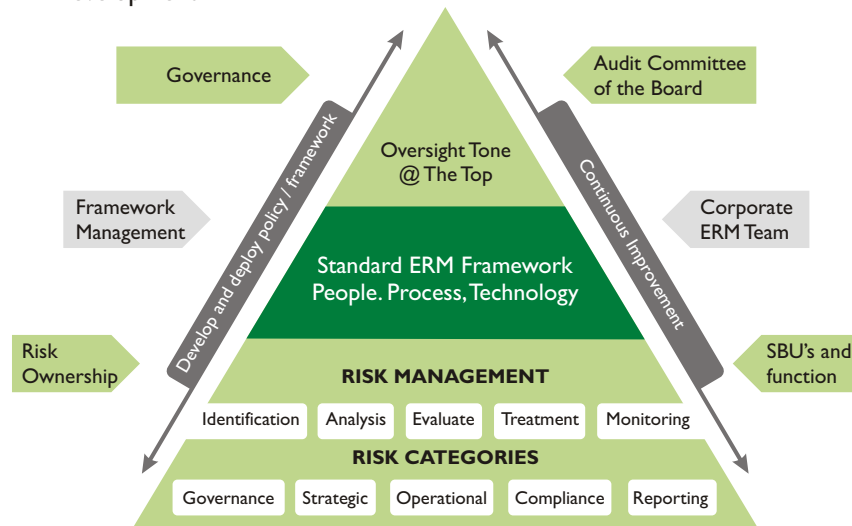 Governance
Audit Committee
of the Board
Oversight Tone
@ The Top
Develop and deploy policy / framework
Continuous Improvement
Framework
Management
Corporate
ERM Team
Standard ERM Framework
People. Process, Technology
Risk
Ownership
SBU's and
function
RISK MANAGEMENT
Identification
Analysis
Evaluate
Treatment
Monitoring
RISK CATEGORIES
Governance
Strategic
Operational
Compliance
Reporting